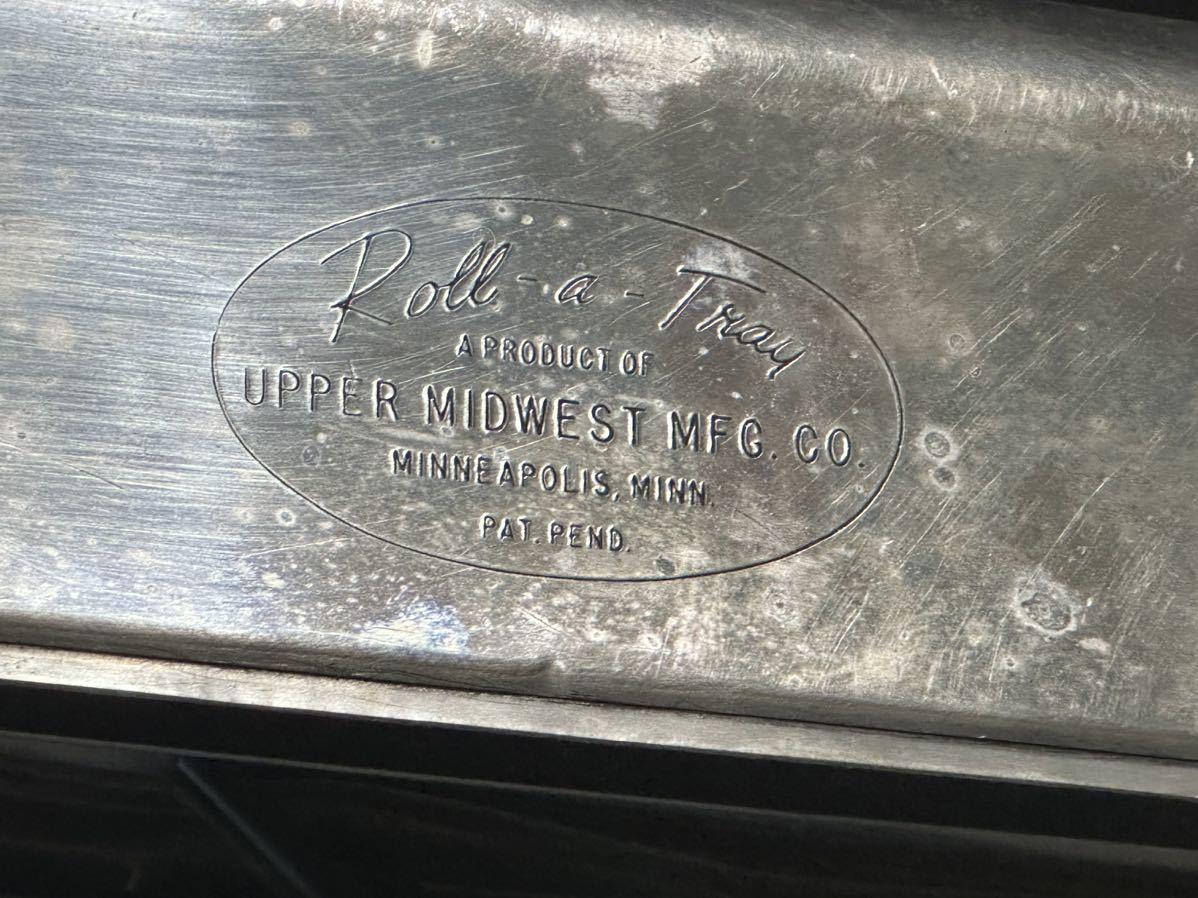 Roll-a-Tray
A PRODUCT OF
UPPER MIDWEST MFG. CO.
MINNEAPOLIS, MINN.
PAT. PEND.